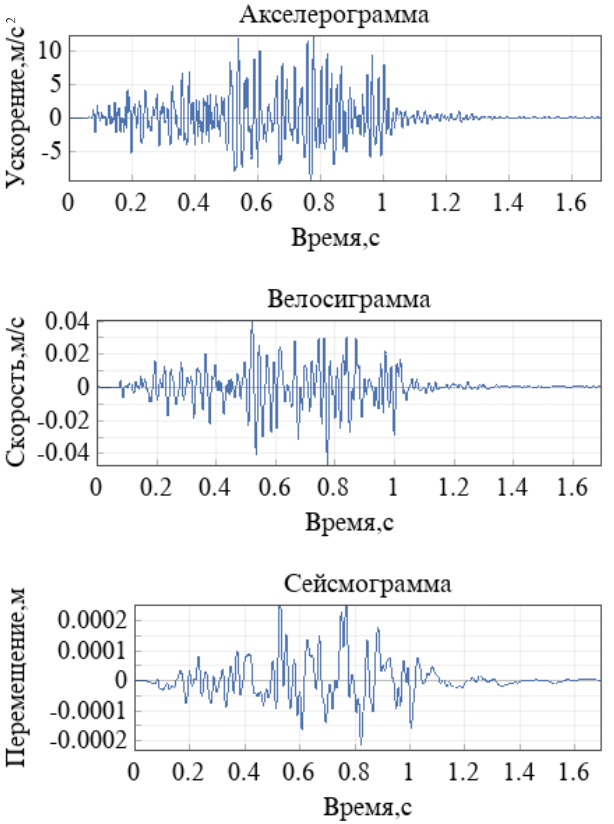 Акселерограмма
Ускорение,м/с²
10
5
0
-5
0 0.2 0.4 0.6 0.8 1 1.2 1.4 1.6
Время,с
Велосиграмма
Скорость,м/с
0.04
0.02
0
-0.02
-0.04
0 0.2 0.4 0.6 0.8 1 1.2 1.4 1.6
Время,с
Сейсмограмма
Перемещение,м
0.0002
0.0001
0
-0.0001
-0.0002
0 0.2 0.4 0.6 0.8 1 1.2 1.4 1.6
Время,с